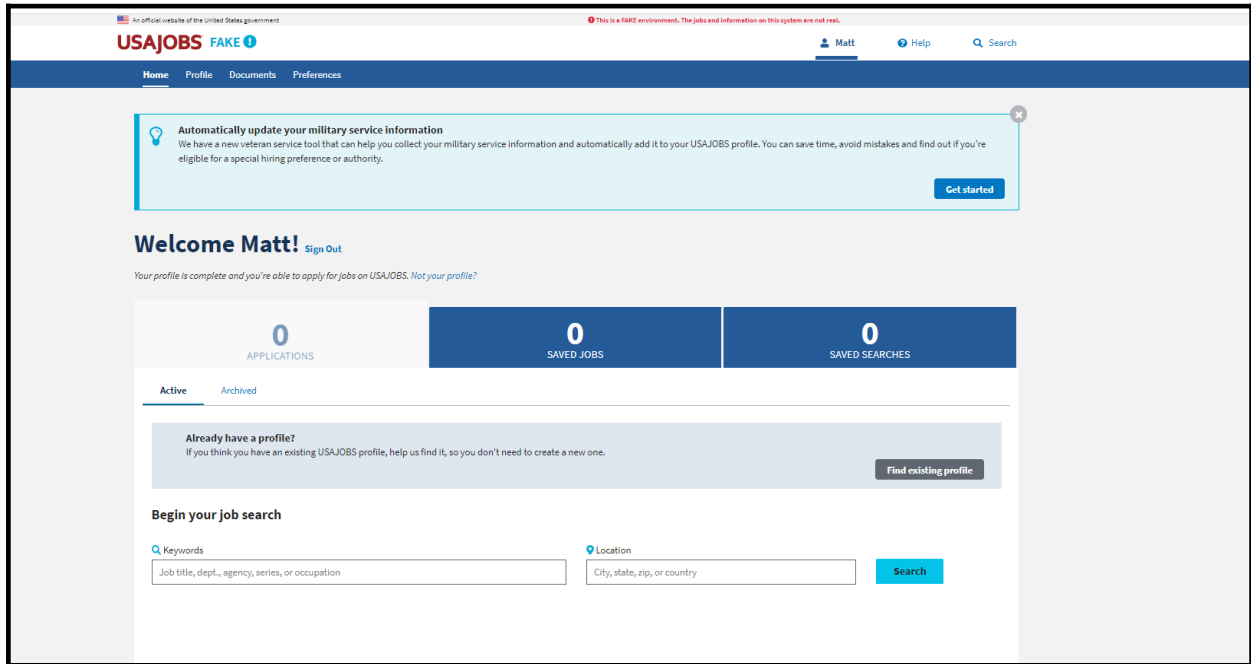 An official website of the United States government
This is a FAKE environment. The jobs and information on this system are not real.
USAJOBS FAKE
Matt
Help
Search
Home Profile Documents Preferences
Automatically update your military service information
We have a new veteran service tool that can help you collect your military service information and automatically add it to your USAJOBS profile. You can save time, avoid mistakes and find out if you're
eligible for a special hiring preference or authority.
Get started
Welcome Matt! Sign Out
Your profile is complete and you're able to apply for jobs on USAJOBS. Not your profile?
0
APPLICATIONS
0
SAVED JOBS
0
SAVED SEARCHES
Active Archived
Already have a profile?
If you think you have an existing USAJOBS profile, help us find it, so you don't need to create a new one.
Find existing profile
Begin your job search
Keywords
Job title, dept., agency, series, or occupation
Location
City, state, zip, or country
Search